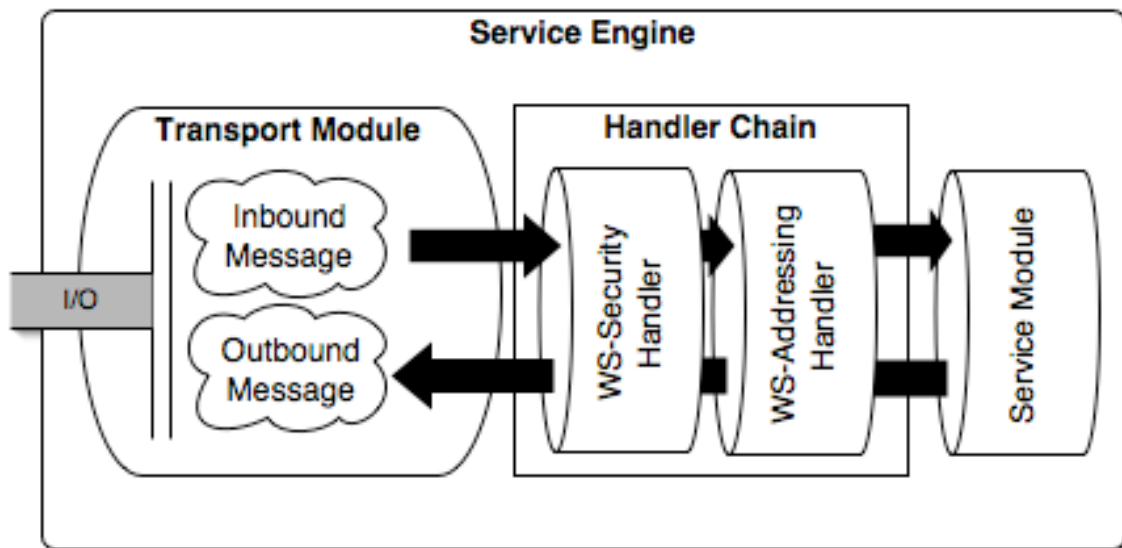 Service Engine
Transport Module
Handler Chain
Inbound
Message
I/O
Outbound
Message
WS-Security
Handler
WS-Addressing
Handler
Service Module